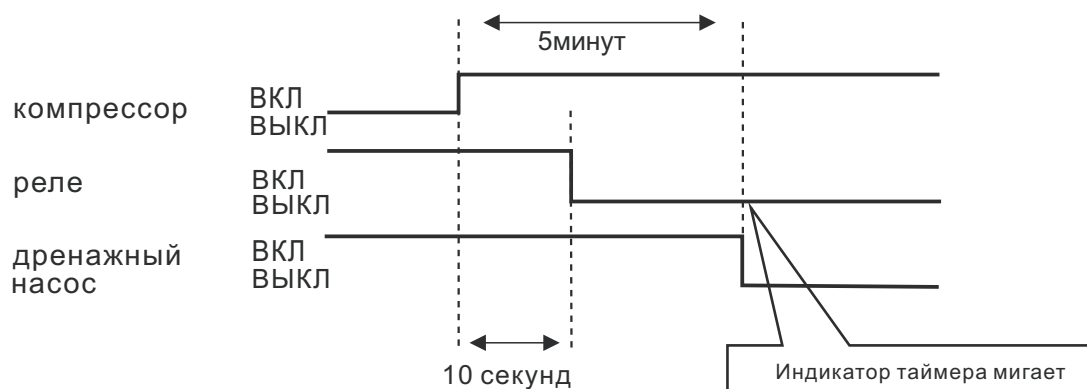 5минут
компрессор
ВКЛ
ВЫКЛ
реле
ВКЛ
ВЫКЛ
дренажный
насос
ВКЛ
ВЫКЛ
10 секунд
Индикатор таймера мигает